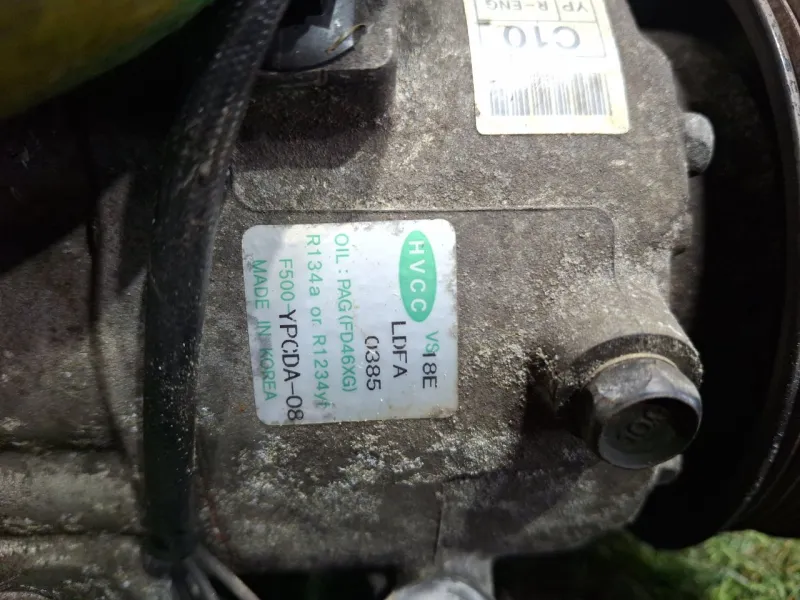 YP R-ENG
C10
HVCC VS18E
LDFA
0385
OIL : PAG(FD46XG)
R134a or R1234yf
F500-YPCDA-08
MADE IN KOREA